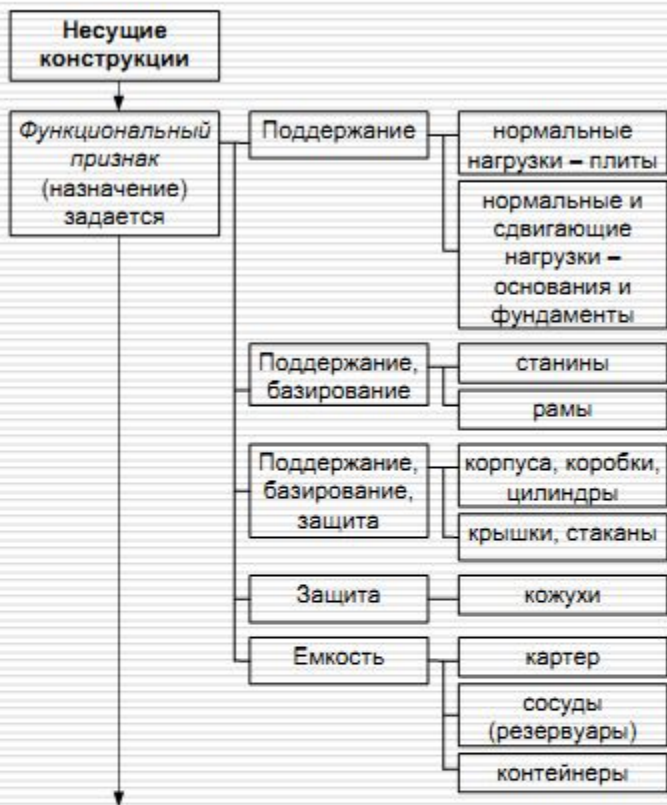 Несущие
конструкции
Функциональный
признак
(назначение)
задается
Поддержание
нормальные
нагрузки – плиты
нормальные и
сдвигающие
нагрузки –
основания и
фундаменты
Поддержание,
базирование
станины
рамы
Поддержание,
базирование,
защита
корпуса, коробки,
цилиндры
крышки, стаканы
Защита
кожухи
Емкость
картер
сосуды
(резервуары)
контейнеры